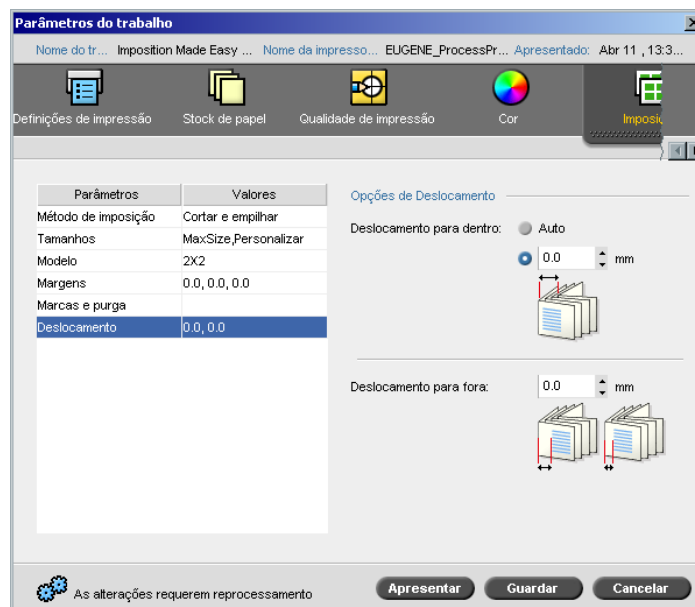 Parâmetros do trabalho
Nome do tr... Imposition Made Easy ... Nome da impresso... EUGENE_ProcessPr... Apresentado: Abr 11 , 13:3...
Definições de impressão Stock de papel Qualidade de impressão Cor Imposi
Parâmetros Valores
Método de imposição Cortar e empilhar
Tamanhos MaxSize,Personalizar
Modelo 2X2
Margens 0.0, 0.0, 0.0
Marcas e purga
Deslocamento 0.0, 0.0
Opções de Deslocamento
Deslocamento para dentro: Auto
0.0 mm
Deslocamento para fora: 0.0 mm
As alterações requerem reprocessamento Apresentar Guardar Cancelar